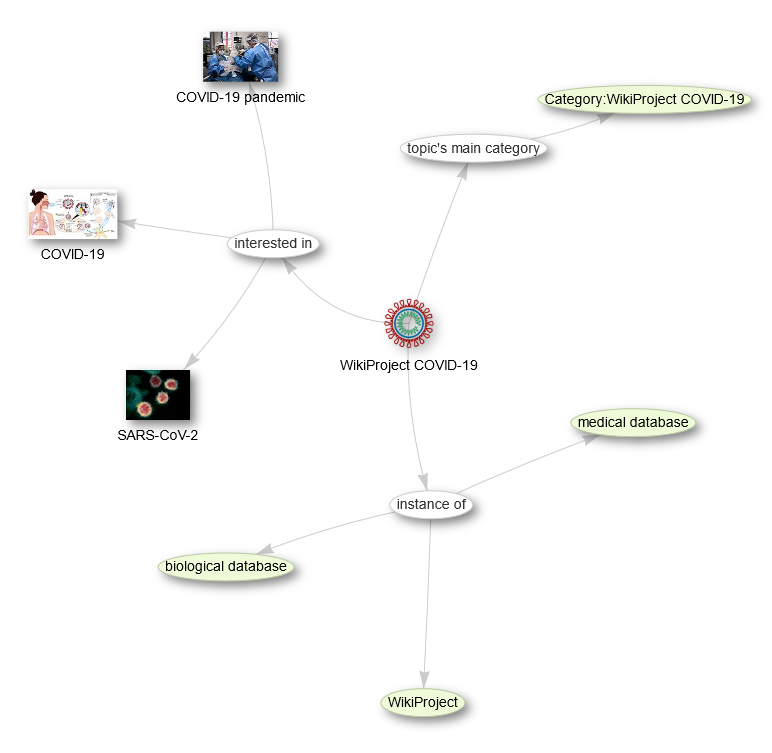 COVID-19 pandemic
Category:WikiProject COVID-19
topic's main category
COVID-19
interested in
WikiProject COVID-19
SARS-CoV-2
medical database
instance of
biological database
WikiProject